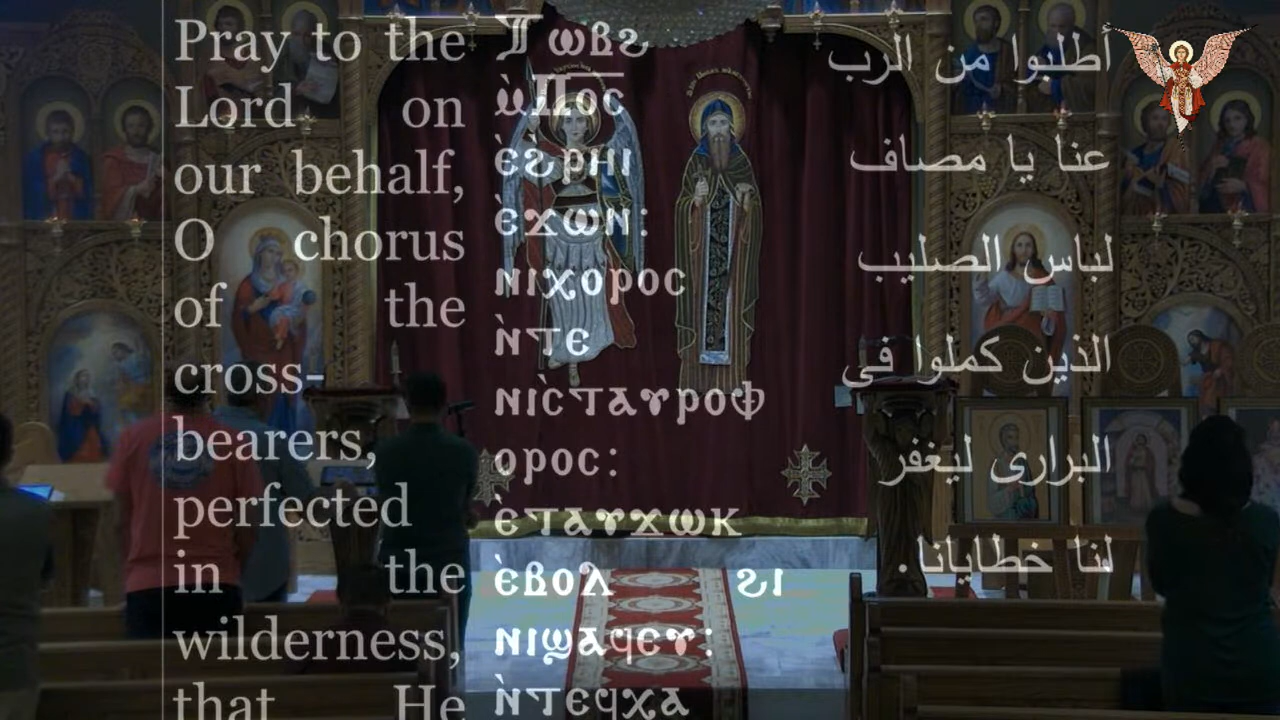 Pray to the
Lord on
our behalf,
O chorus
of the
cross-
bearers,
perfected
in the
wilderness,
that He
Ⲧⲱⲃϩ
ⲙ̀Ⲡⲟ̅ⲥ̅
ⲉ̀ϩⲣⲏⲓ
ⲉ̀ϫⲱⲛ:
ⲛⲓⲭⲟⲣⲟⲥ
ⲛ̀ⲧⲉ
ⲛⲓⲥ̀ⲧⲁⲩⲣⲟⲫ
ⲟⲣⲟⲥ:
ⲉ̀ⲧⲁⲩϫⲱⲕ
ⲉ̀ⲃⲟⲗ ϩⲓ
ⲛⲓϣⲁϥⲉⲩ:
ⲛ̀ⲧⲉϥⲭⲁ
أطلبوا من الرب
عنا يا مصاف
لباس الصليب
الذين كملوا فى
البرارى ليغفر
لنا خطايانا.